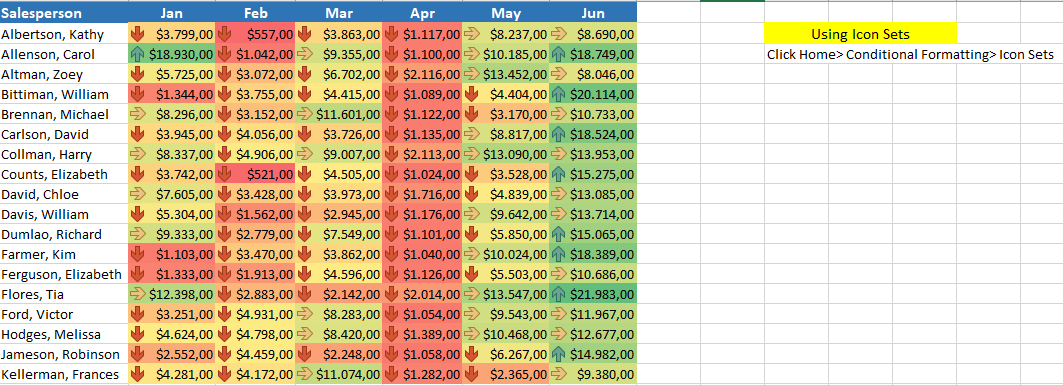 Salesperson Jan Feb Mar Apr May Jun
Albertson, Kathy $3.799,00 $557,00 $3.863,00 $1.117,00 $8.237,00 $8.690,00
Using Icon Sets
Allenson, Carol $18.930,00 $1.042,00 $9.355,00 $1.100,00 $10.185,00 $18.749,00
Click Home> Conditional Formatting> Icon Sets
Altman, Zoey $5.725,00 $3.072,00 $6.702,00 $2.116,00 $13.452,00 $8.046,00
Bittiman, William $1.344,00 $3.755,00 $4.415,00 $1.089,00 $4.404,00 $20.114,00
Brennan, Michael $8.296,00 $3.152,00 $11.601,00 $1.122,00 $3.170,00 $10.733,00
Carlson, David $3.945,00 $4.056,00 $3.726,00 $1.135,00 $8.817,00 $18.524,00
Collman, Harry $8.337,00 $4.906,00 $9.007,00 $2.113,00 $13.090,00 $13.953,00
Counts, Elizabeth $3.742,00 $521,00 $4.505,00 $1.024,00 $3.528,00 $15.275,00
David, Chloe $7.605,00 $3.428,00 $3.973,00 $1.716,00 $4.839,00 $13.085,00
Davis, William $5.304,00 $1.562,00 $2.945,00 $1.176,00 $9.642,00 $13.714,00
Dumlao, Richard $9.333,00 $2.779,00 $7.549,00 $1.101,00 $5.850,00 $15.065,00
Farmer, Kim $1.103,00 $3.470,00 $3.862,00 $1.040,00 $10.024,00 $18.389,00
Ferguson, Elizabeth $1.333,00 $1.913,00 $4.596,00 $1.126,00 $5.503,00 $10.686,00
Flores, Tia $12.398,00 $2.883,00 $2.142,00 $2.014,00 $13.547,00 $21.983,00
Ford, Victor $3.251,00 $4.931,00 $8.283,00 $1.054,00 $9.543,00 $11.967,00
Hodges, Melissa $4.624,00 $4.798,00 $8.420,00 $1.389,00 $10.468,00 $12.677,00
Jameson, Robinson $2.552,00 $4.459,00 $2.248,00 $1.058,00 $6.267,00 $14.982,00
Kellerman, Frances $4.281,00 $4.172,00 $11.074,00 $1.282,00 $2.365,00 $9.380,00